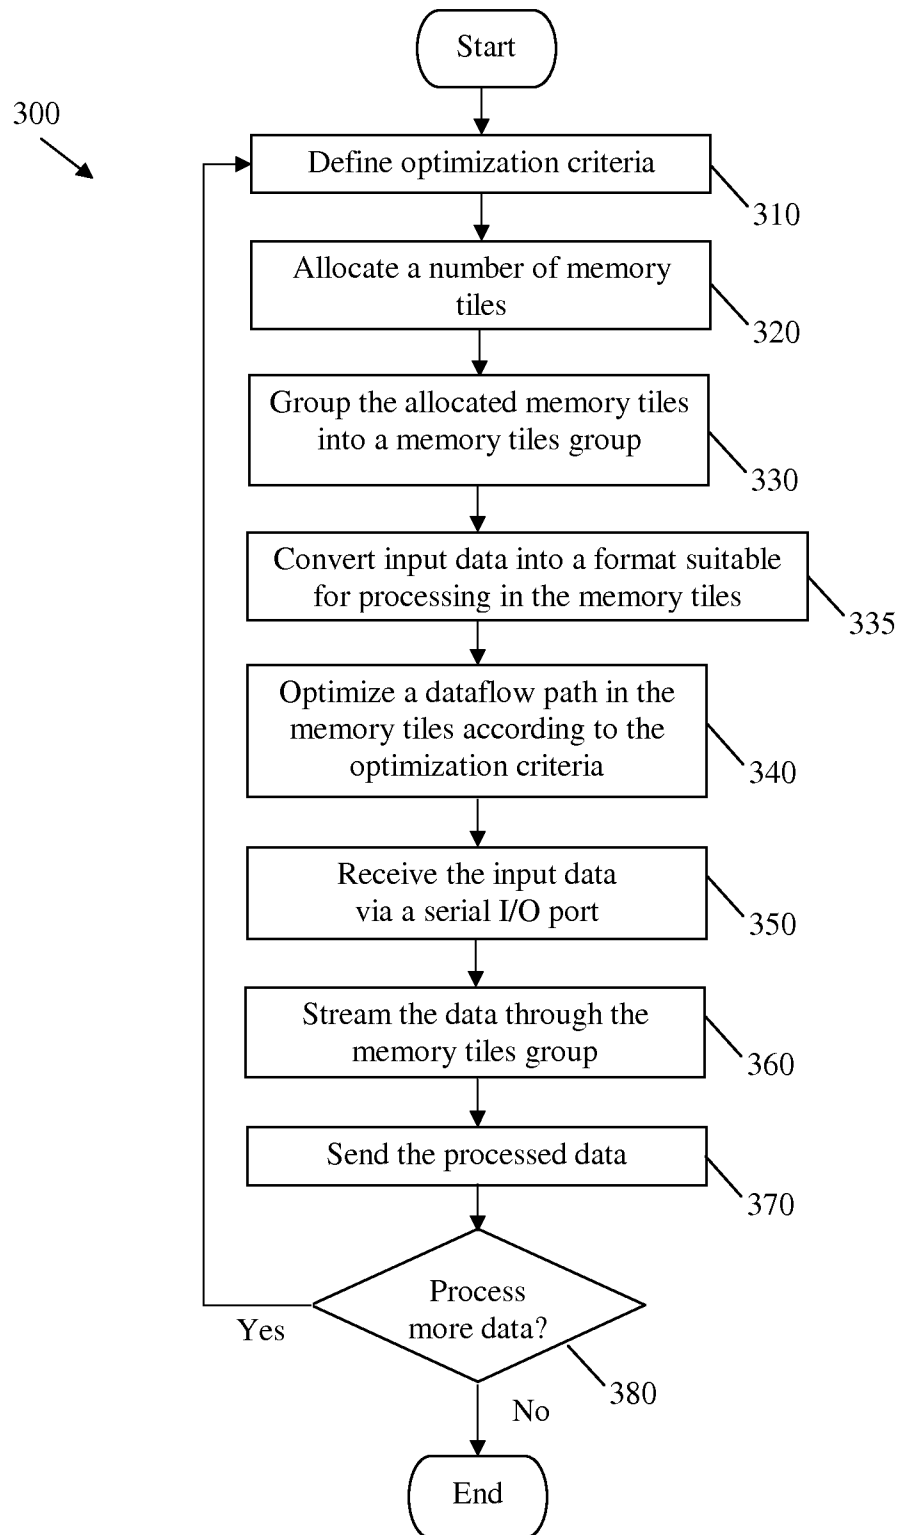 Start
300
Define optimization criteria
310
Allocate a number of memory
tiles
320
Group the allocated memory tiles
into a memory tiles group
330
Convert input data into a format suitable
for processing in the memory tiles
335
Optimize a dataflow path in the
memory tiles according to the
optimization criteria
340
Receive the input data
via a serial I/O port
350
Stream the data through the
memory tiles group
360
Send the processed data
370
Process
more data?
Yes
380
No
End